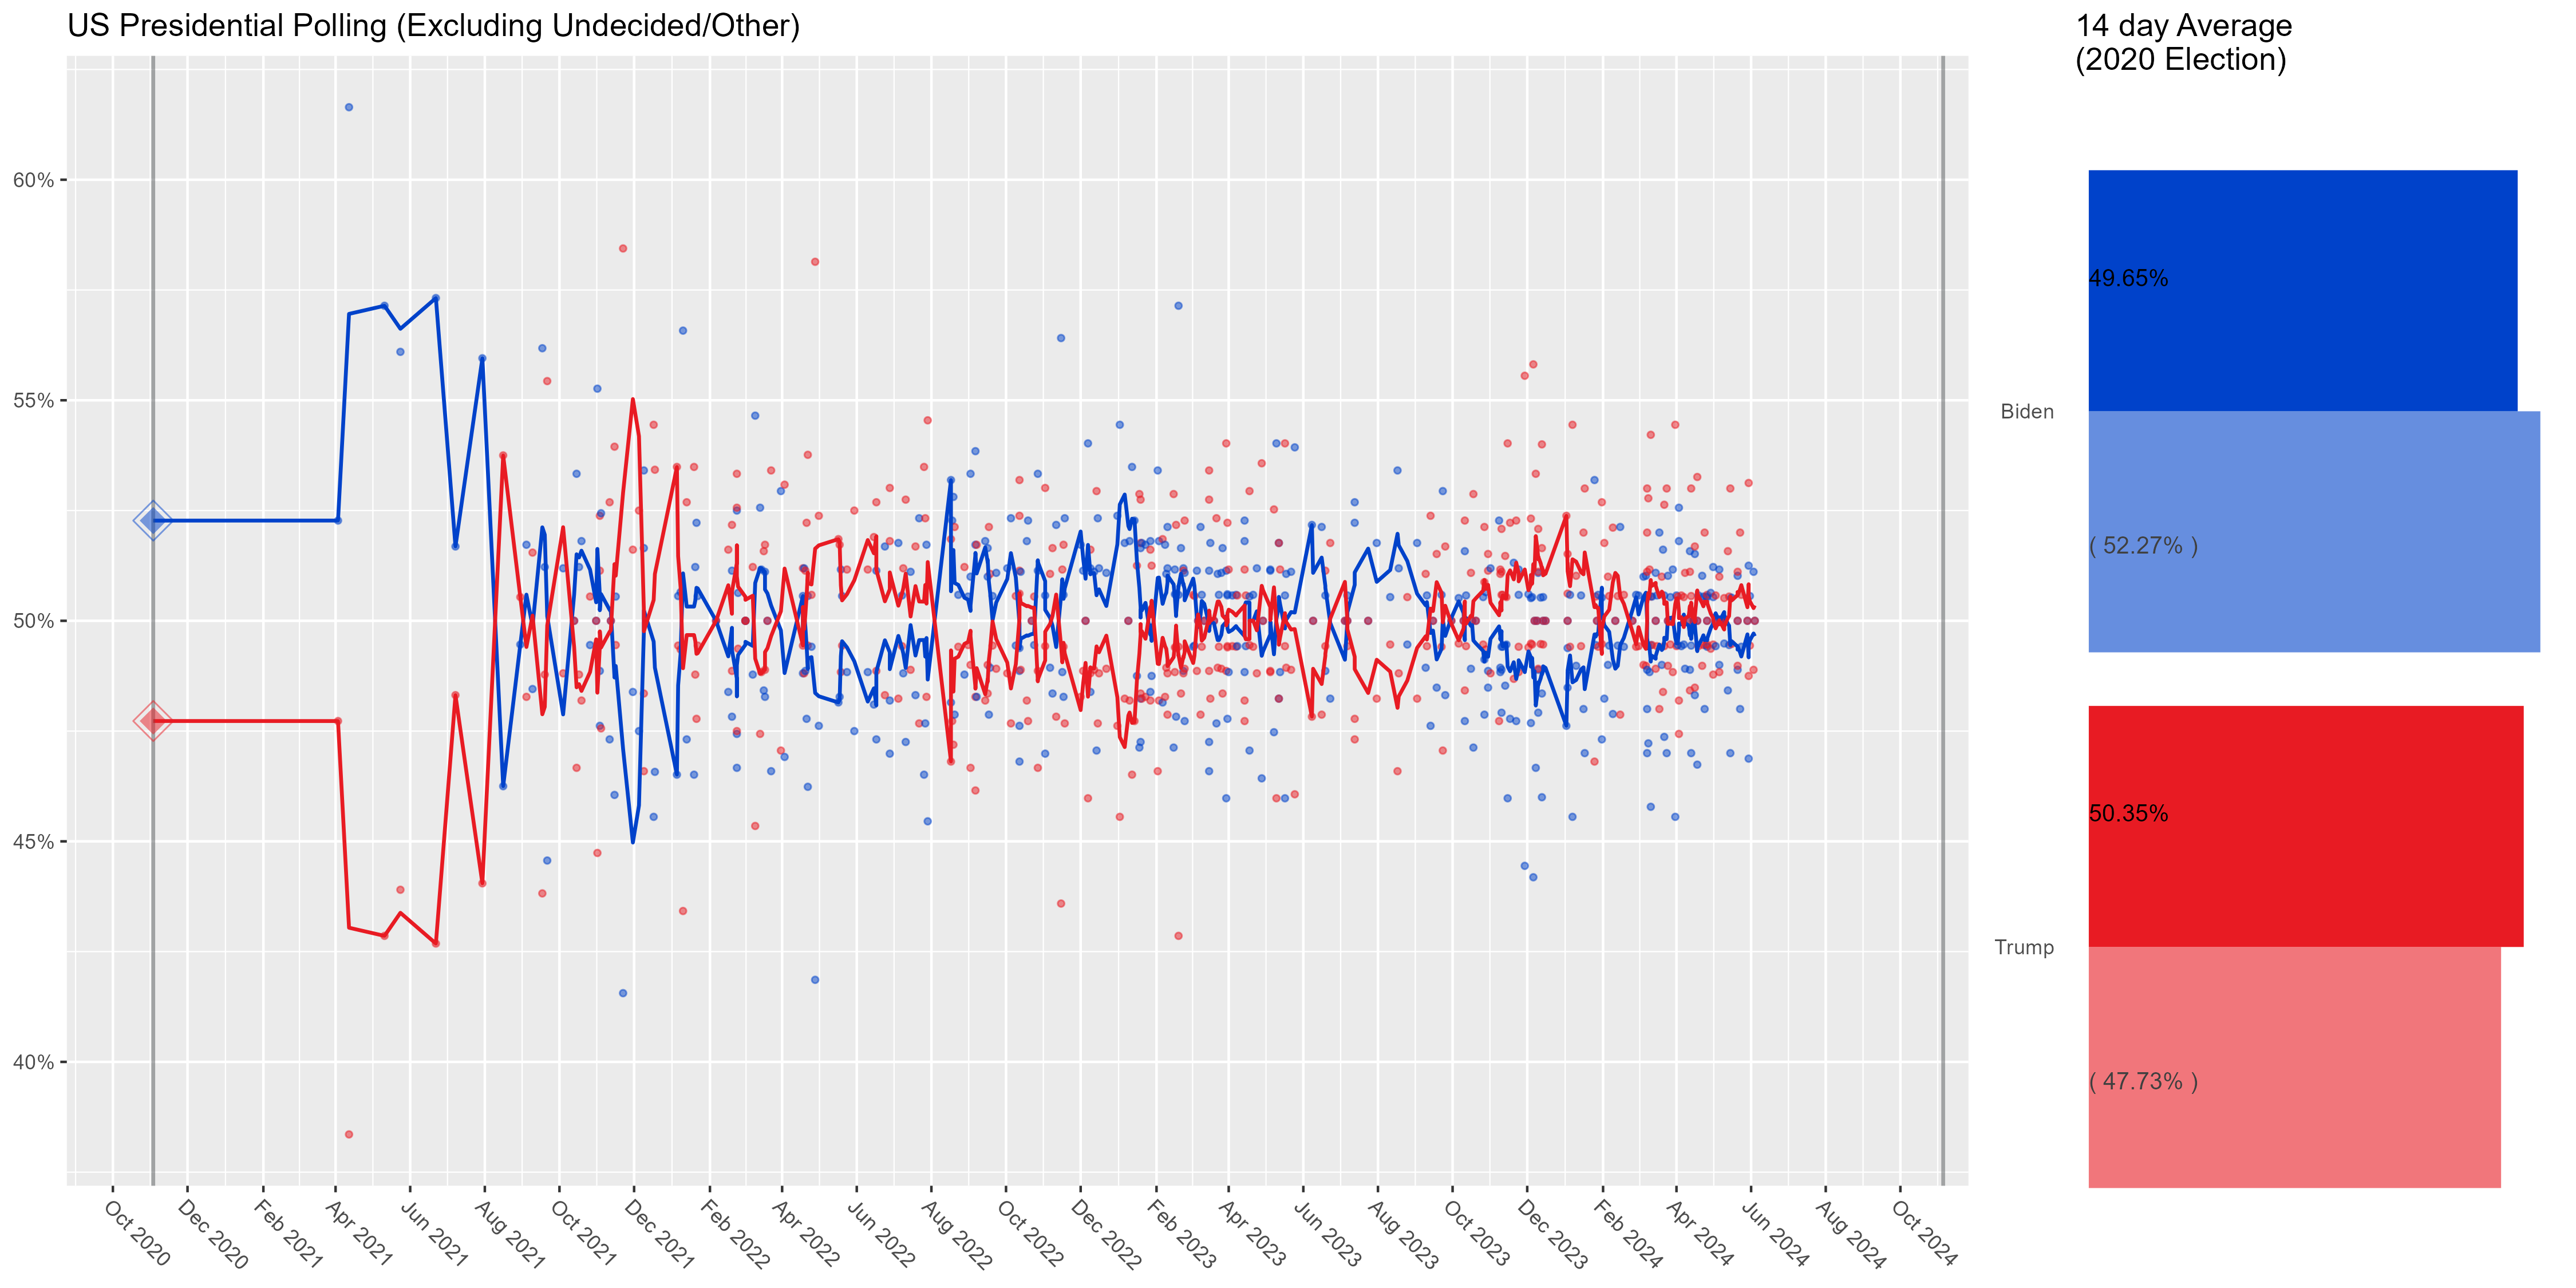 US Presidential Polling (Excluding Undecided/Other)
14 day Average
(2020 Election)
60%
55%
50%
45%
40%
Oct 2020
Dec 2020
Feb 2021
Apr 2021
Jun 2021
Aug 2021
Oct 2021
Dec 2021
Feb 2022
Apr 2022
Jun 2022
Aug 2022
Oct 2022
Dec 2022
Feb 2023
Apr 2023
Jun 2023
Aug 2023
Oct 2023
Dec 2023
Feb 2024
Apr 2024
Jun 2024
Aug 2024
Oct 2024
Biden
49.65%
( 52.27% )
Trump
50.35%
( 47.73% )